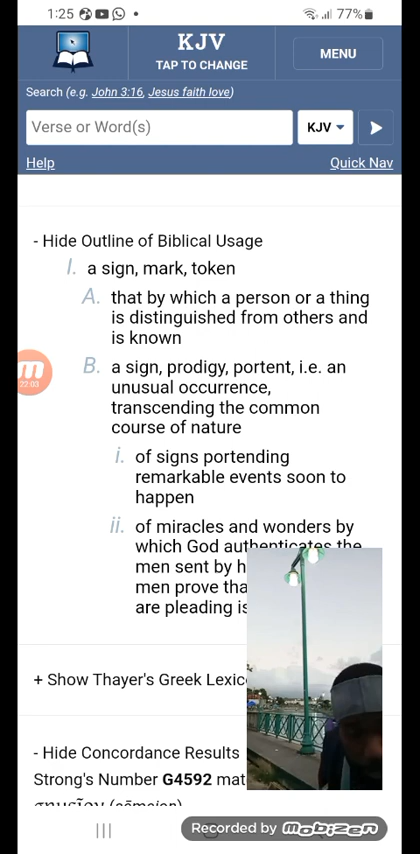 1:25
77%
KJV
TAP TO CHANGE
MENU
Search (e.g. John 3:16, Jesus faith love)
Verse or Word(s)
KJV
Help
Quick Nav
- Hide Outline of Biblical Usage
I. a sign, mark, token
A. that by which a person or a thing
is distinguished from others and
is known
B. a sign, prodigy, portent, i.e. an
unusual occurrence,
transcending the common
course of nature
22:03
i. of signs portending
remarkable events soon to
happen
ii. of miracles and wonders by
which God authenticates the
men sent by
men prove
are pleading
+ Show Thayer's Greek
- Hide Concordance Results
Strong's Number G4592
Recorded by mobizen